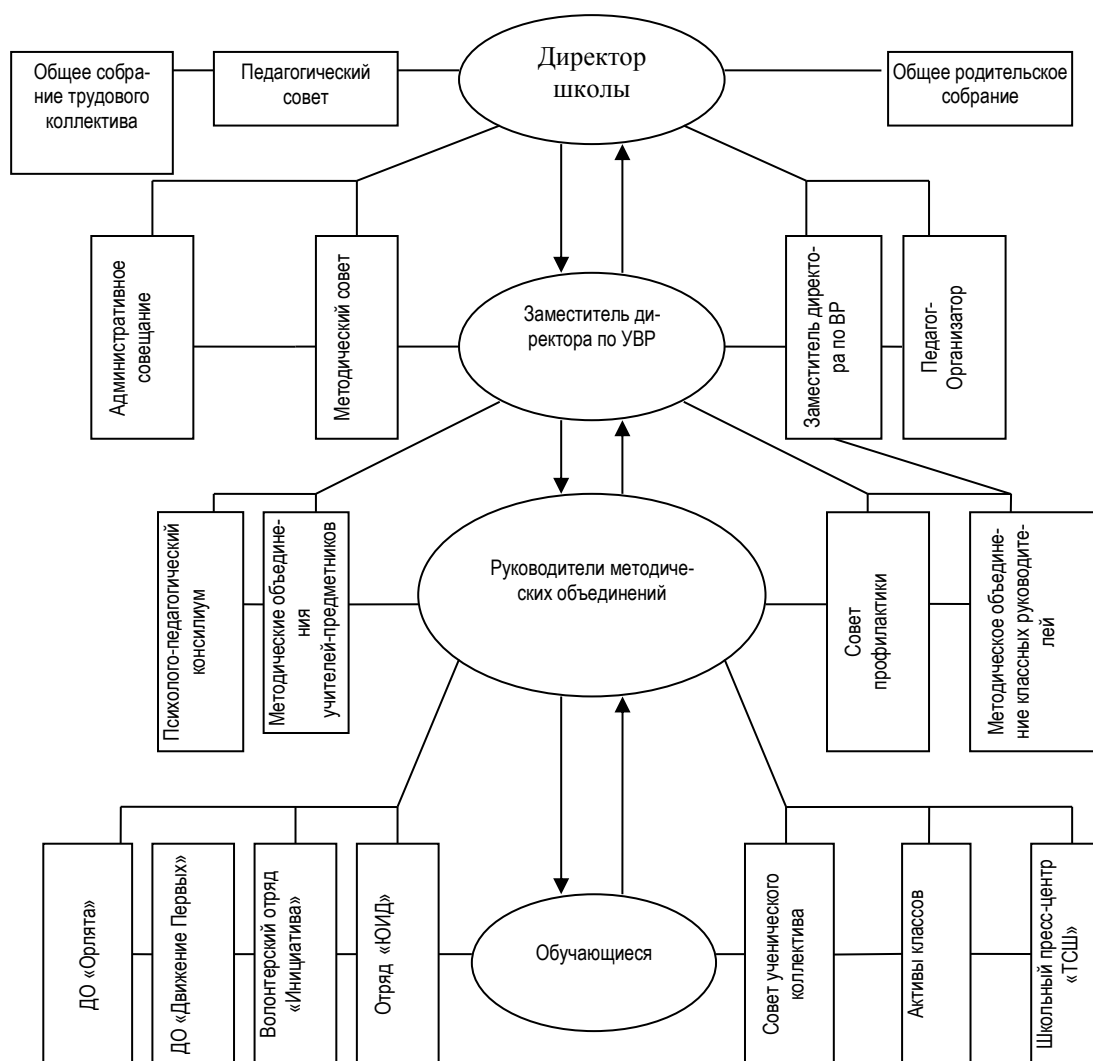 Общее собра-
ние трудового
коллектива
Педагогический
совет
Директор
школы
Общее родительское
собрание
Административное
совещание
Методический совет
Заместитель ди-
ректора по УВР
Заместитель директо-
ра по ВР
Педагог-
Организатор
Психолого-педагогический
консилиум
Методические объедине-
ния
учителей-предметников
Руководители методиче-
ских объединений
Совет
профилактики
Методическое объедине-
ние классных руководите-
лей
ДО «Орлята»
ДО «Движение Первых»
Волонтерский отряд
«Инициатива»
Отряд «ЮИД»
Обучающиеся
Совет ученического
коллектива
Активы классов
Школьный пресс-центр
«ТСШ»